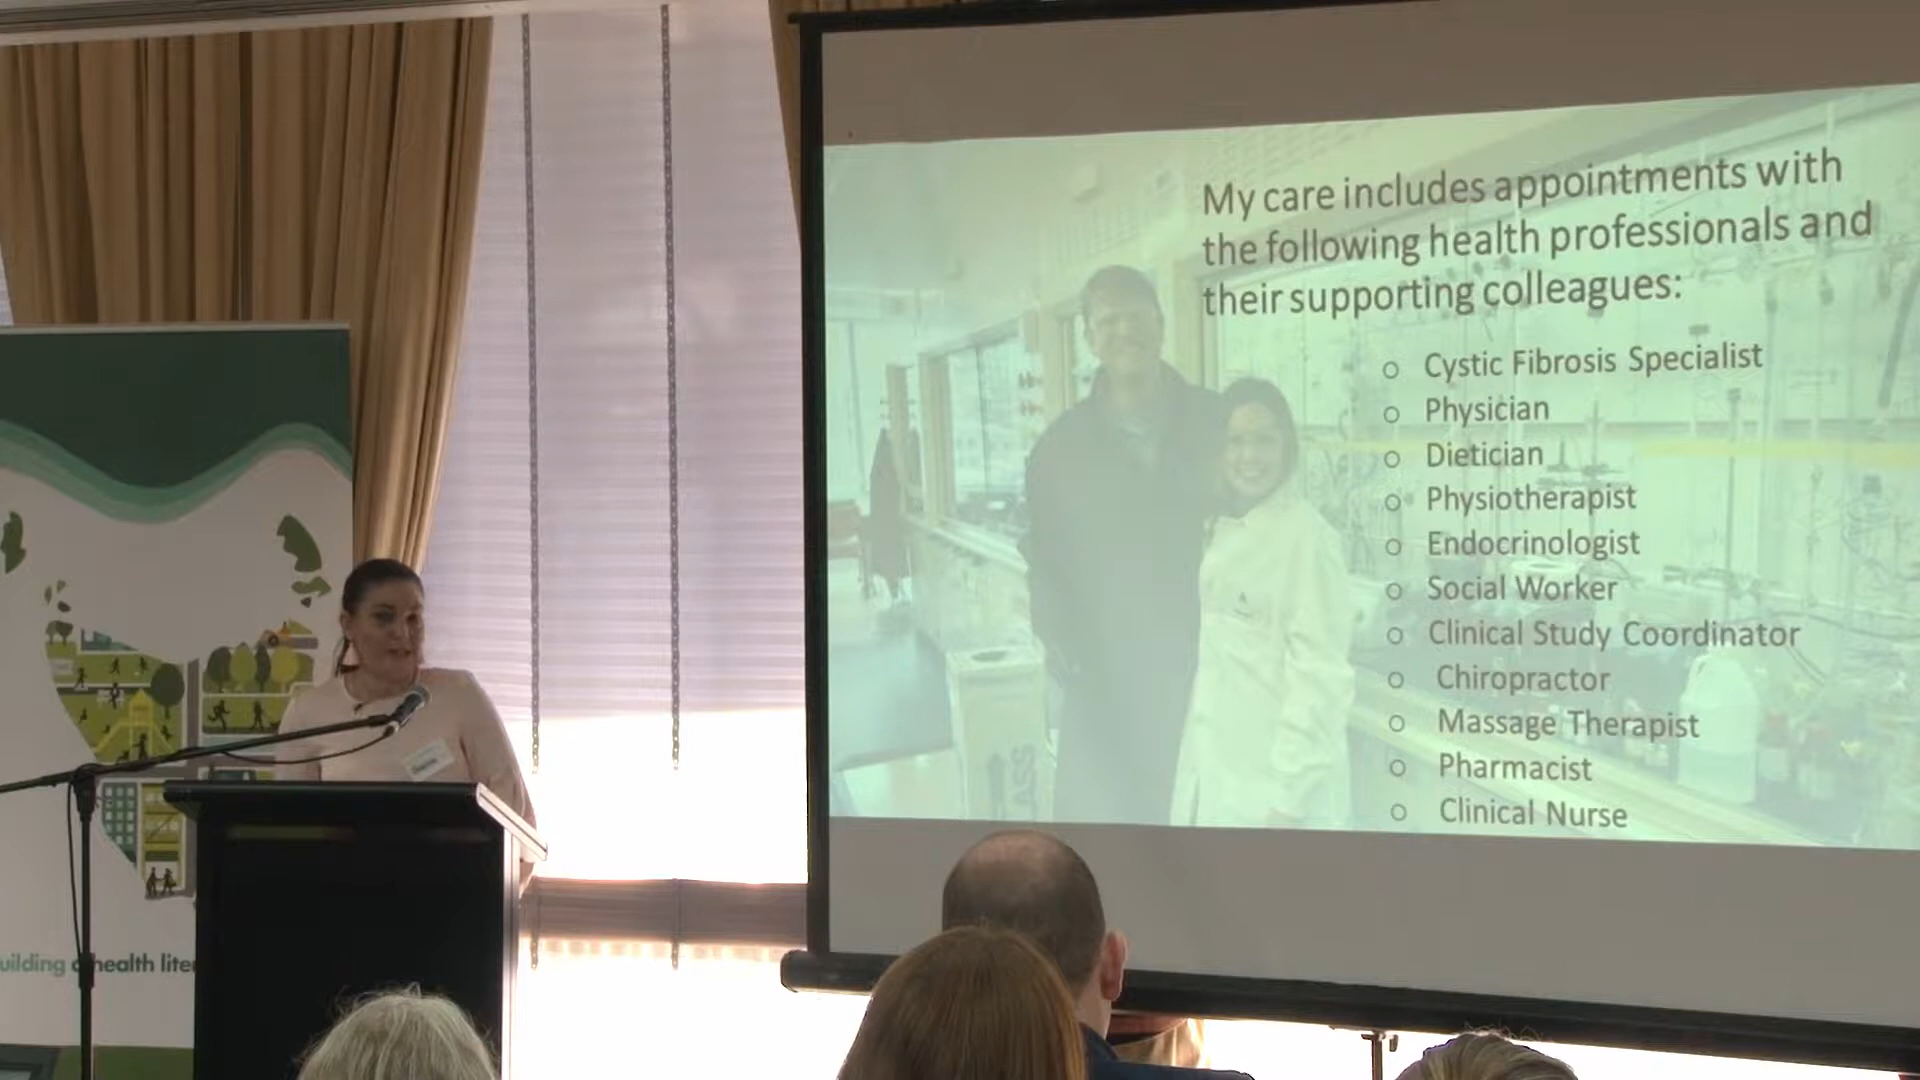 My care includes appointments with
the following health professionals and
their supporting colleagues:
o Cystic Fibrosis Specialist
o Physician
o Dietician
o Physiotherapist
o Endocrinologist
o Social Worker
o Clinical Study Coordinator
o Chiropractor
o Massage Therapist
o Pharmacist
o Clinical Nurse
uilding a health liter